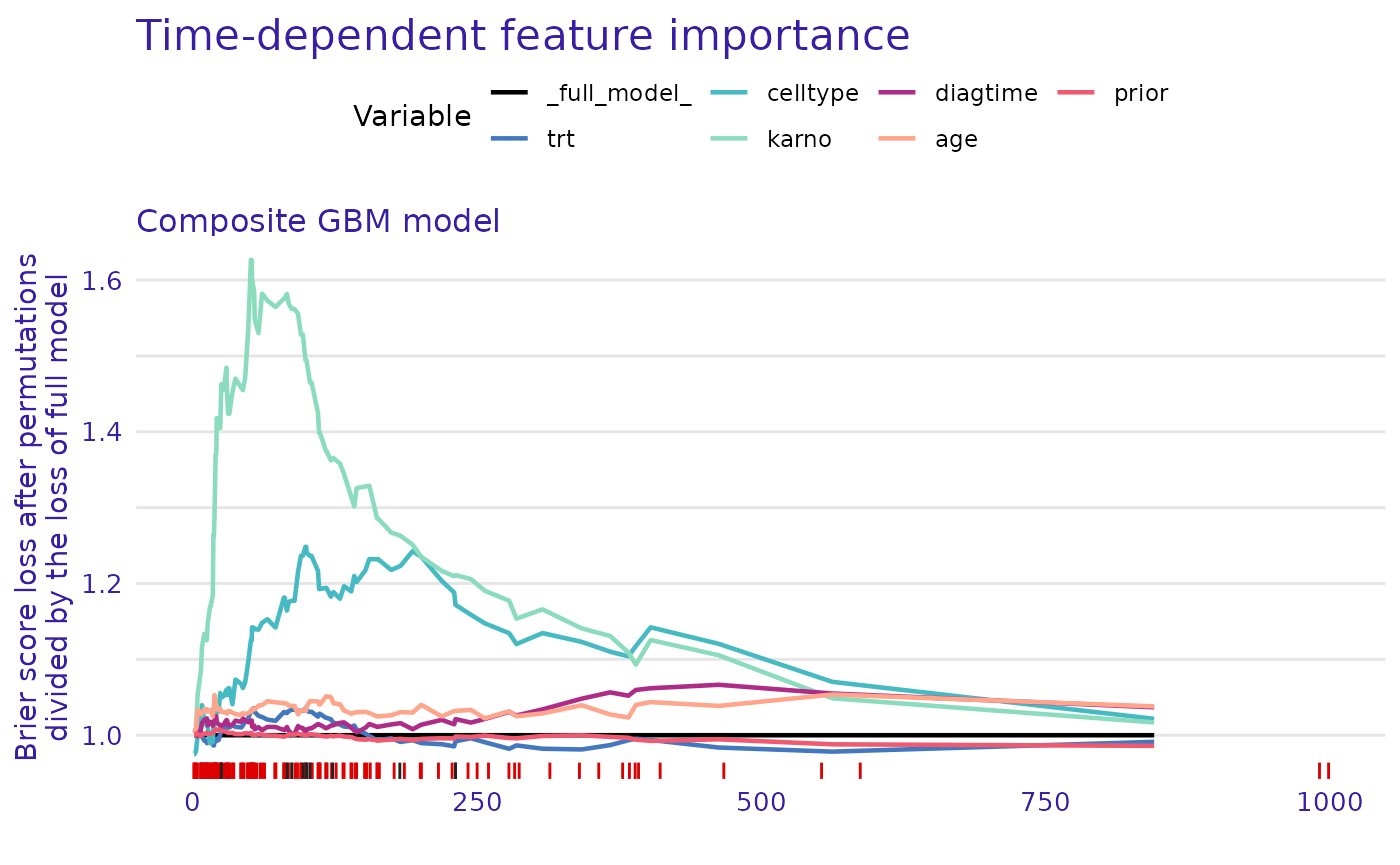 Time-dependent feature importance
Variable
_full_model_ celltype diagtime prior
trt karno age
Composite GBM model
Brier score loss after permutations
divided by the loss of full model
1.6
1.4
1.2
1.0
0 250 500 750 1000